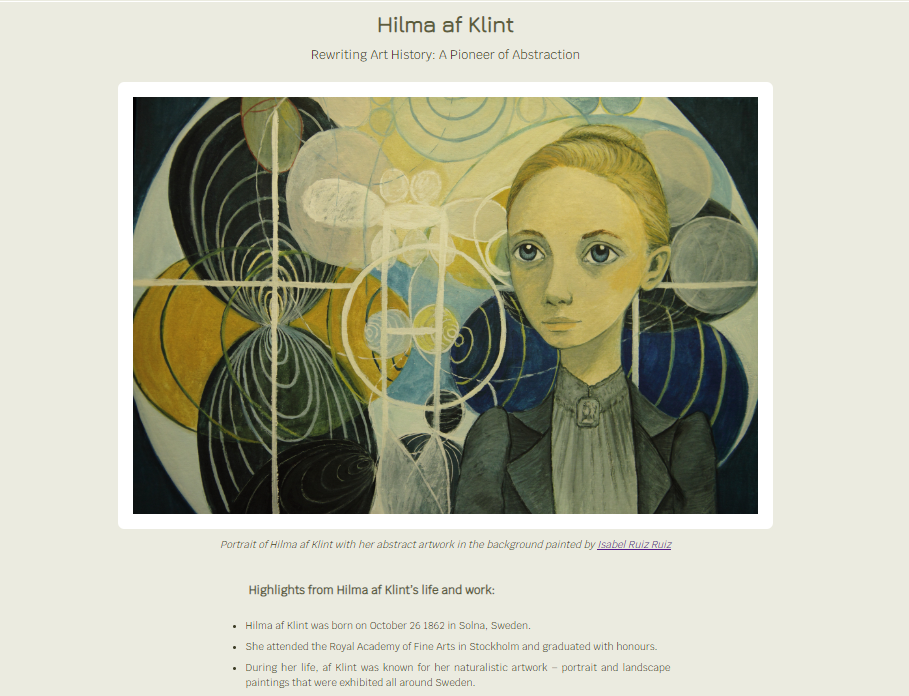 Hilma af Klint
Rewriting Art History: A Pioneer of Abstraction
Portrait of Hilma af Klint with her abstract artwork in the background painted by Isabel Ruiz Ruiz
Highlights from Hilma af Klint's life and work:
• Hilma af Klint was born on October 26 1862 in Solna, Sweden.
• She attended the Royal Academy of Fine Arts in Stockholm and graduated with honours.
• During her life, af Klint was known for her naturalistic artwork – portrait and landscape
paintings that were exhibited all around Sweden.